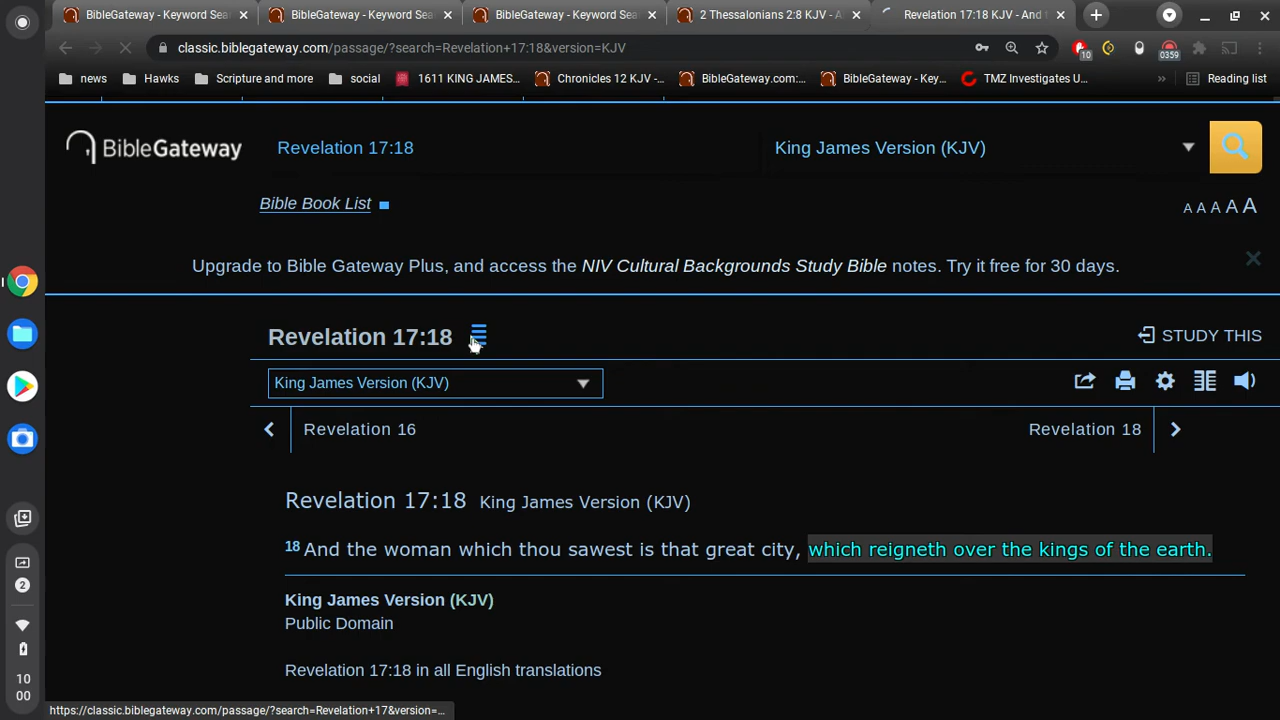 BibleGateway - Keyword Sea
BibleGateway - Keyword Sea
BibleGateway - Keyword Sea
2 Thessalonians 2:8 KJV - A
Revelation 17:18 KJV - And t
classic.biblegateway.com/passage/?search=Revelation+17:18&version=KJV
10
0359
news
Hawks
Scripture and more
social
1611 KING JAMES...
Chronicles 12 KJV -...
BibleGateway.com:...
BibleGateway - Key...
TMZ Investigates U...
»
Reading list
BibleGateway
Revelation 17:18
King James Version (KJV)
Bible Book List
A A A A A
Upgrade to Bible Gateway Plus, and access the NIV Cultural Backgrounds Study Bible notes. Try it free for 30 days.
Revelation 17:18
STUDY THIS
King James Version (KJV)
Revelation 16
Revelation 18
Revelation 17:18 King James Version (KJV)
18 And the woman which thou sawest is that great city, which reigneth over the kings of the earth.
King James Version (KJV)
Public Domain
Revelation 17:18 in all English translations
2
10
00
https://classic.biblegateway.com/passage/?search=Revelation+17&version=...